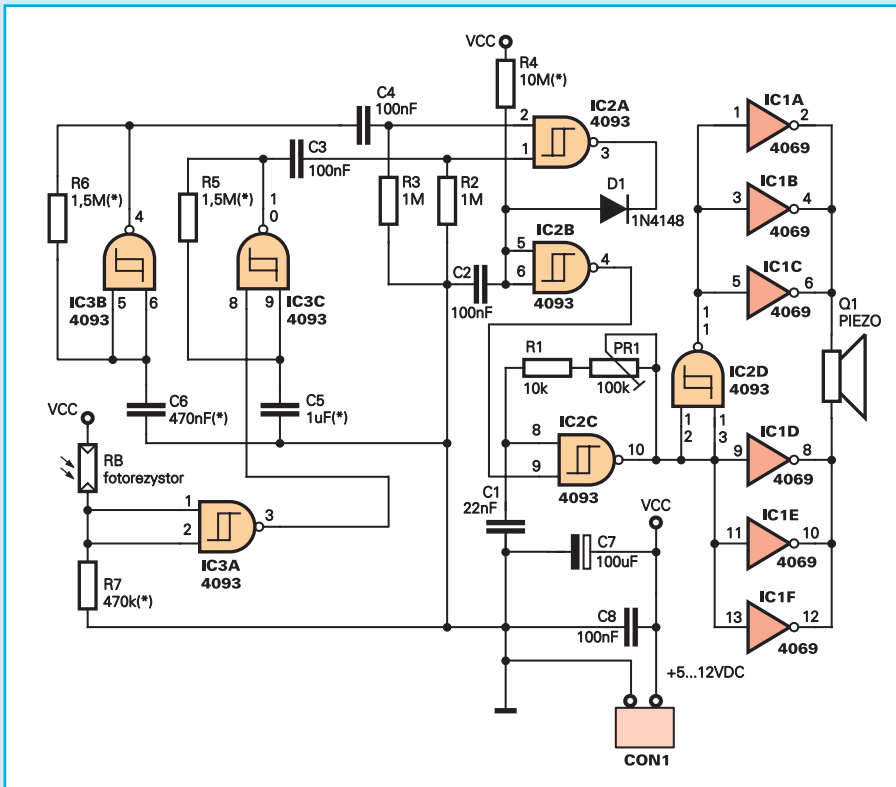 VCC
R4
10M(*)
C4
100nF
IC2A
4093
2
1
3
IC1A
1
2
4069
C3
100nF
R6
1,5M(*)
R5
1,5M(*)
R3
1M
R2
1M
D1
1N4148
IC1B
3
4
4069
4
1
0
IC2B
5
6
4
4093
C2
100nF
IC1C
5
6
4069
IC3B
4093
5
6
8
9
IC3C
4093
Q1
PIEZO
1
1
IC2D
4093
1
2
1
3
R1
10k
PR1
100k
C6
470nF(*)
C5
1uF(*)
VCC
RB
fotorezystor
IC2C
8
9
10
4093
IC1D
9
8
4069
C1
22nF
VCC
1
2
3
IC3A
4093
C7
100uF
IC1E
11
10
4069
R7
470k(*)
C8
100nF
IC1F
13
12
4069
+5...12VDC
CON1